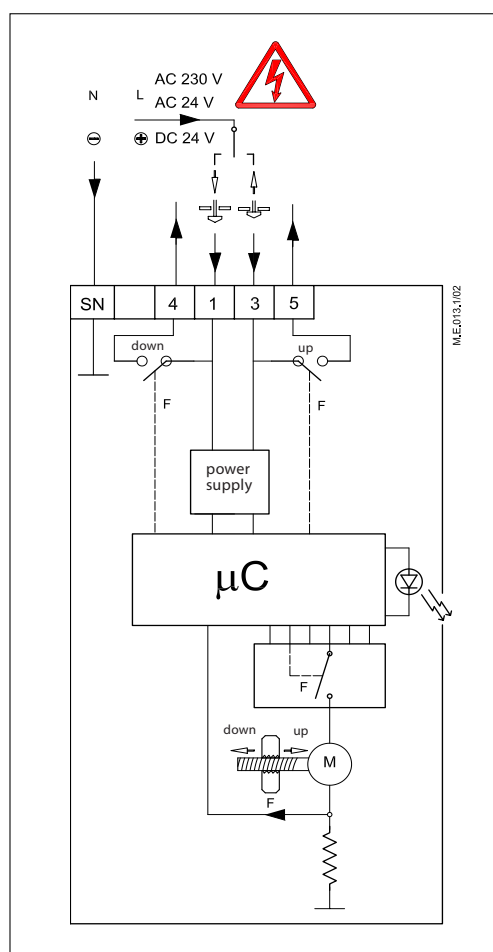 AC 230 V
N L AC 24 V
⊖ ⊕ DC 24 V
SN 4 1 3 5
M.E.013.1/02
down up
F F
power
supply
µC
F
down up
M
F